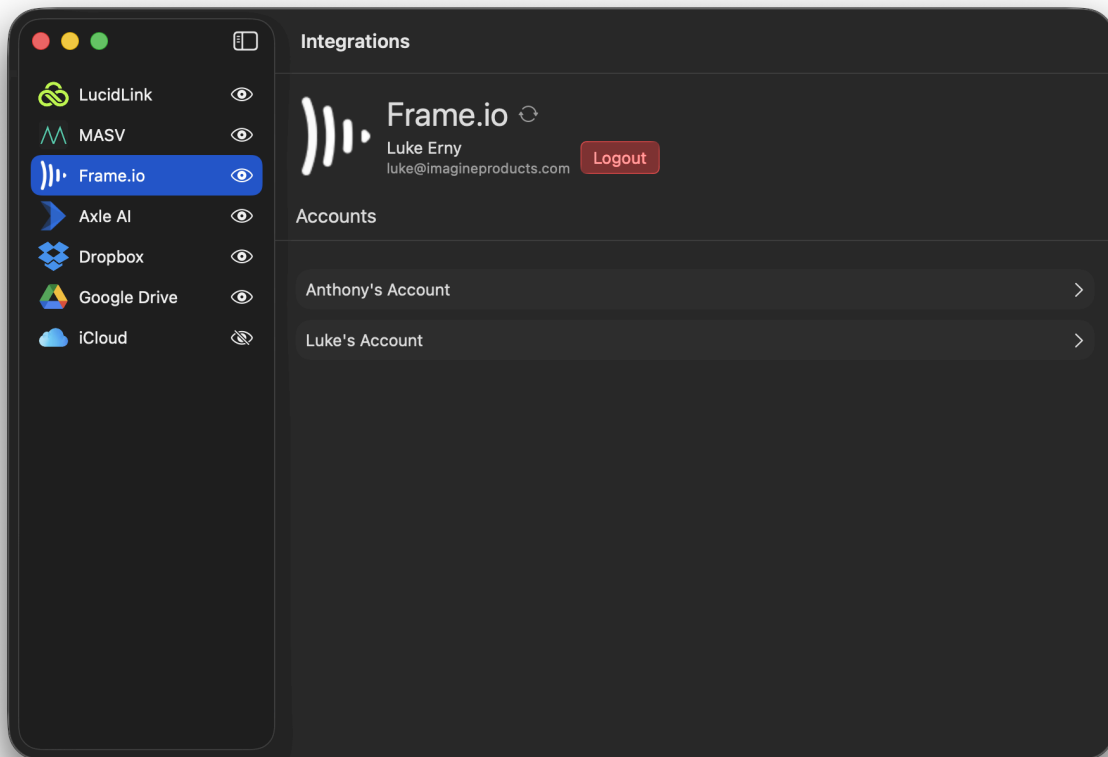 Integrations
LucidLink
MASV
Frame.io
Axle AI
Dropbox
Google Drive
iCloud
Frame.io
Luke Erny
luke@imagineproducts.com
Logout
Accounts
Anthony's Account
Luke's Account